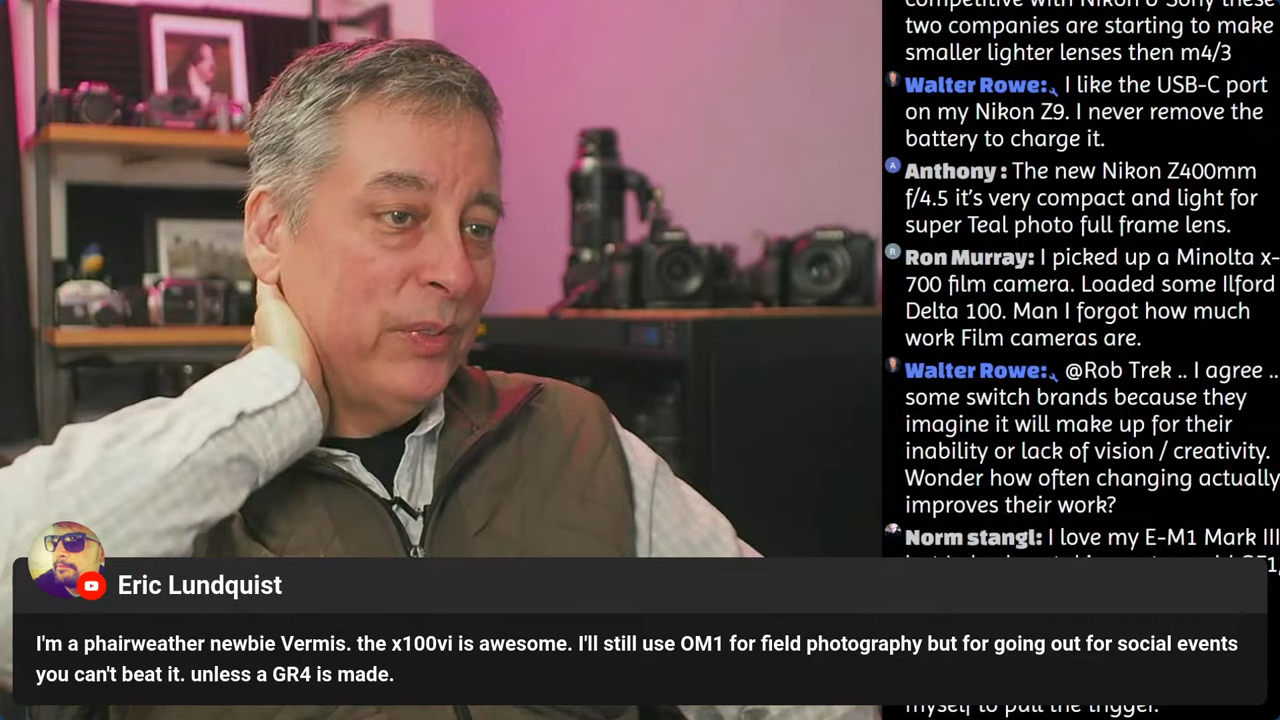 competitive with Nikon & Sony these
two companies are starting to make
smaller lighter lenses then m4/3
Walter Rowe: I like the USB-C port
on my Nikon Z9. I never remove the
battery to charge it.
A Anthony : The new Nikon Z400mm
f/4.5 it's very compact and light for
super Teal photo full frame lens.
R Ron Murray: I picked up a Minolta x-
700 film camera. Loaded some Ilford
Delta 100. Man I forgot how much
work Film cameras are.
Walter Rowe: @Rob Trek .. I agree ..
some switch brands because they
imagine it will make up for their
inability or lack of vision / creativity.
Wonder how often changing actually
improves their work?
Norm stangl: I love my E-M1 Mark III
myself to pull the trigger.
Eric Lundquist
I'm a phairweather newbie Vermis. the x100vi is awesome. I'll still use OM1 for field photography but for going out for social events
you can't beat it. unless a GR4 is made.